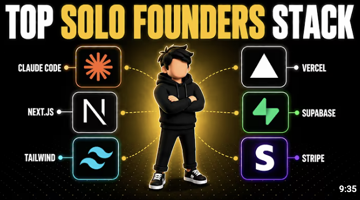 TOP SOLO FOUNDERS STACK
CLAUDE CODE
VERCEL
NEXT.JS
N
SUPABASE
TAILWIND
S
STRIPE
9:35